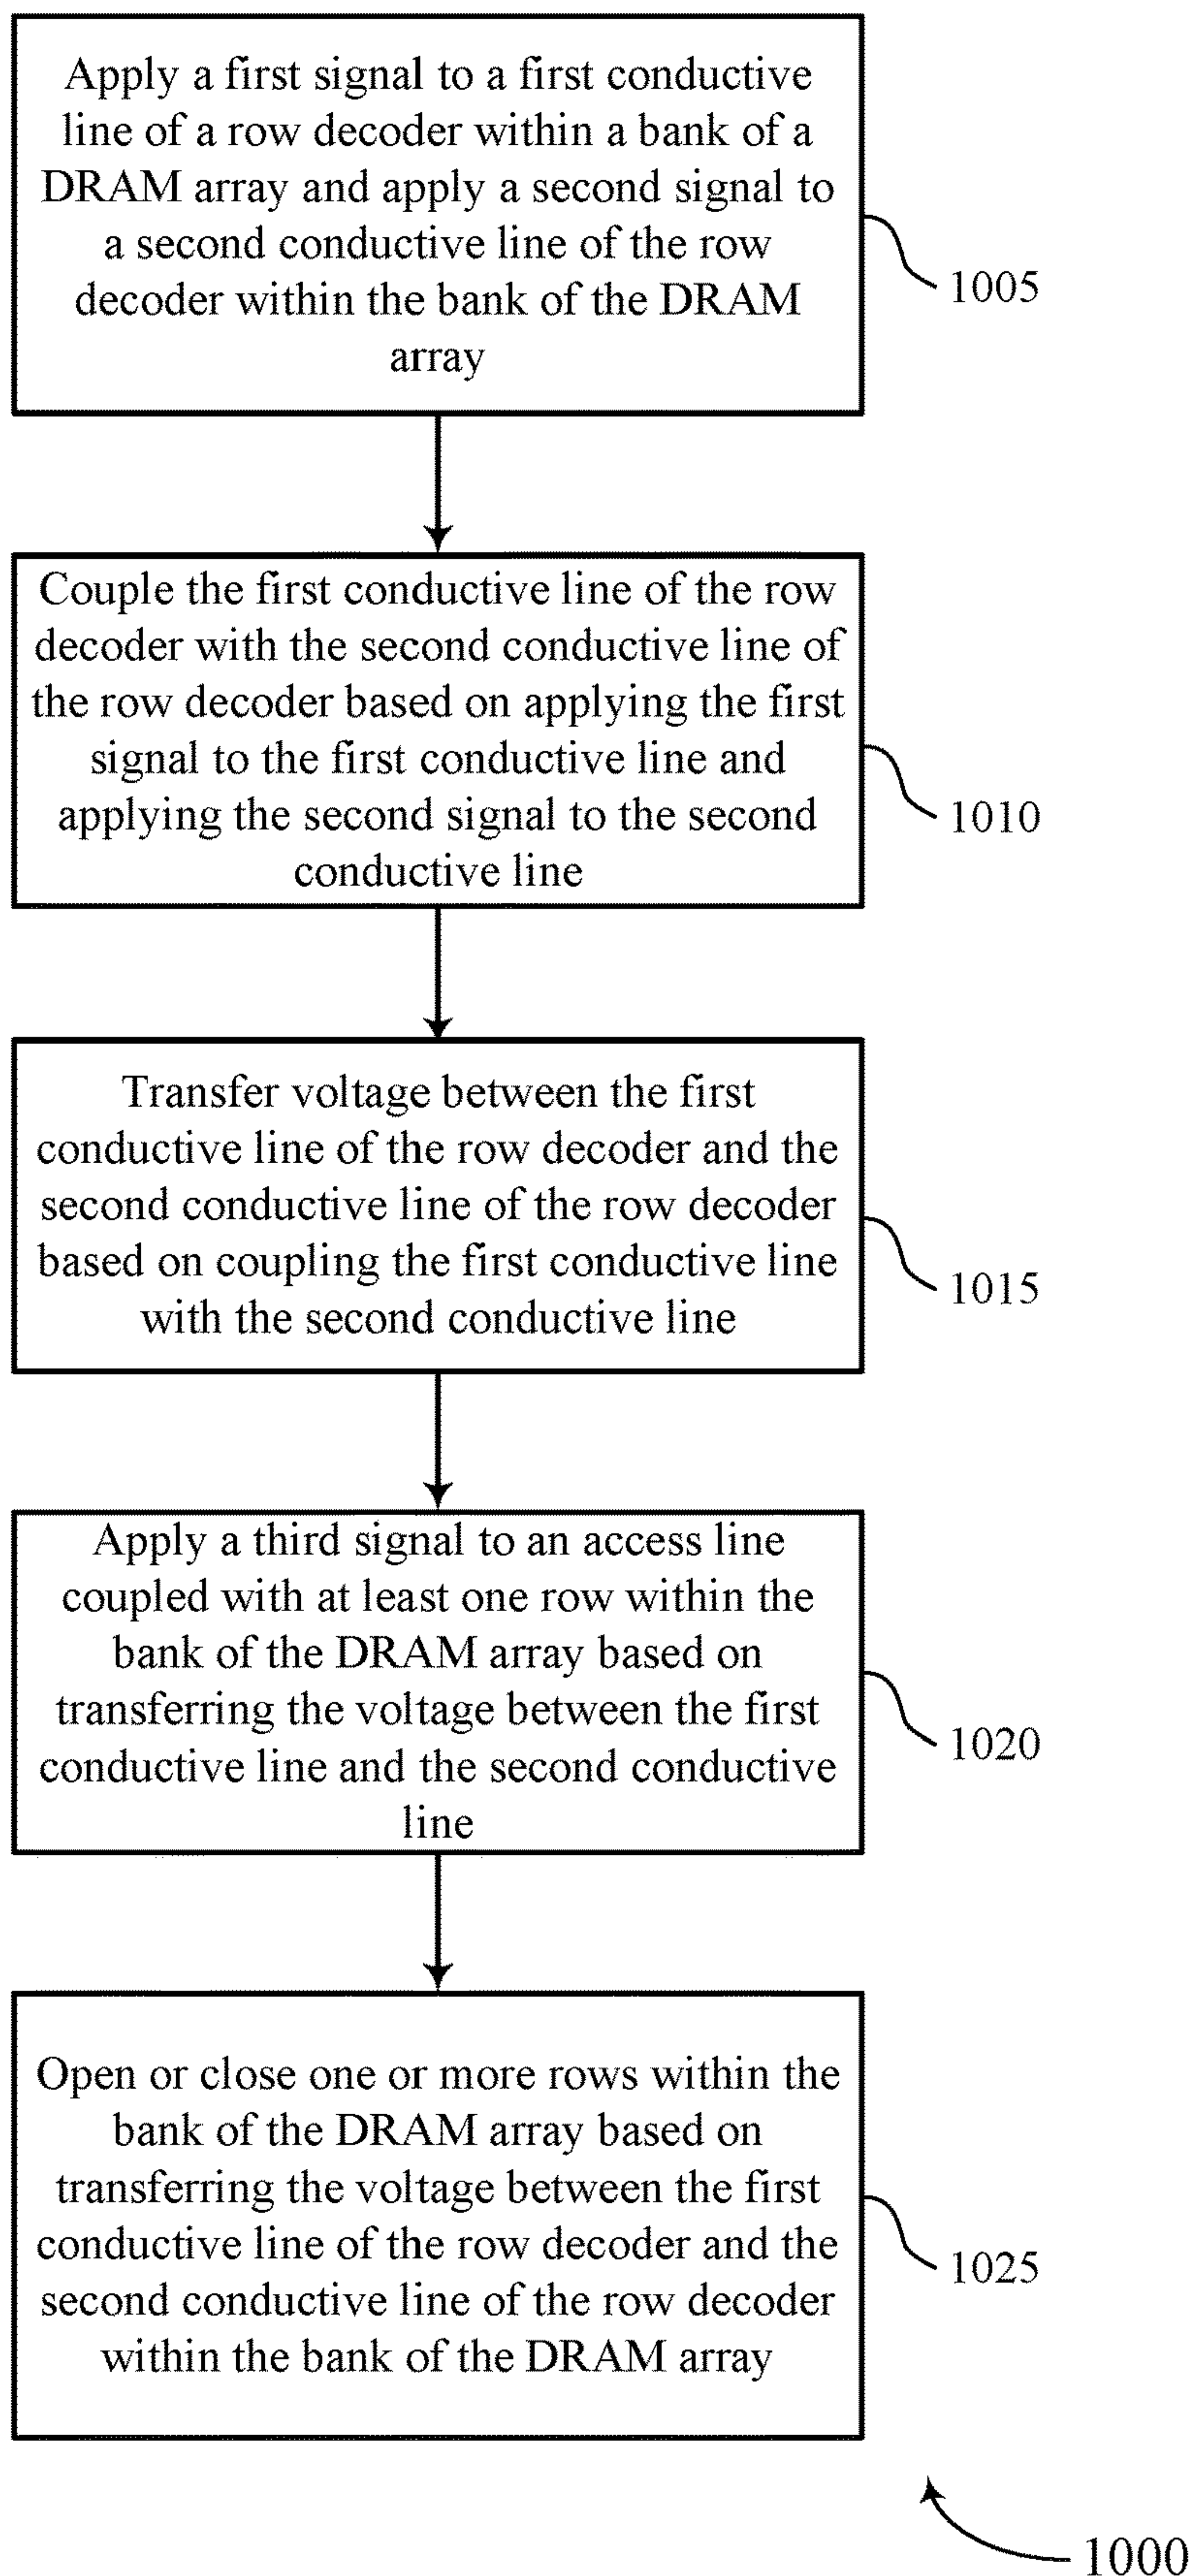 Apply a first signal to a first conductive
line of a row decoder within a bank of a
DRAM array and apply a second signal to
a second conductive line of the row
decoder within the bank of the DRAM
array
1005
Couple the first conductive line of the row
decoder with the second conductive line of
the row decoder based on applying the first
signal to the first conductive line and
applying the second signal to the second
conductive line
1010
Transfer voltage between the first
conductive line of the row decoder and the
second conductive line of the row decoder
based on coupling the first conductive line
with the second conductive line
1015
Apply a third signal to an access line
coupled with at least one row within the
bank of the DRAM array based on
transferring the voltage between the first
conductive line and the second conductive
line
1020
Open or close one or more rows within the
bank of the DRAM array based on
transferring the voltage between the first
conductive line of the row decoder and the
second conductive line of the row decoder
within the bank of the DRAM array
1025
1000